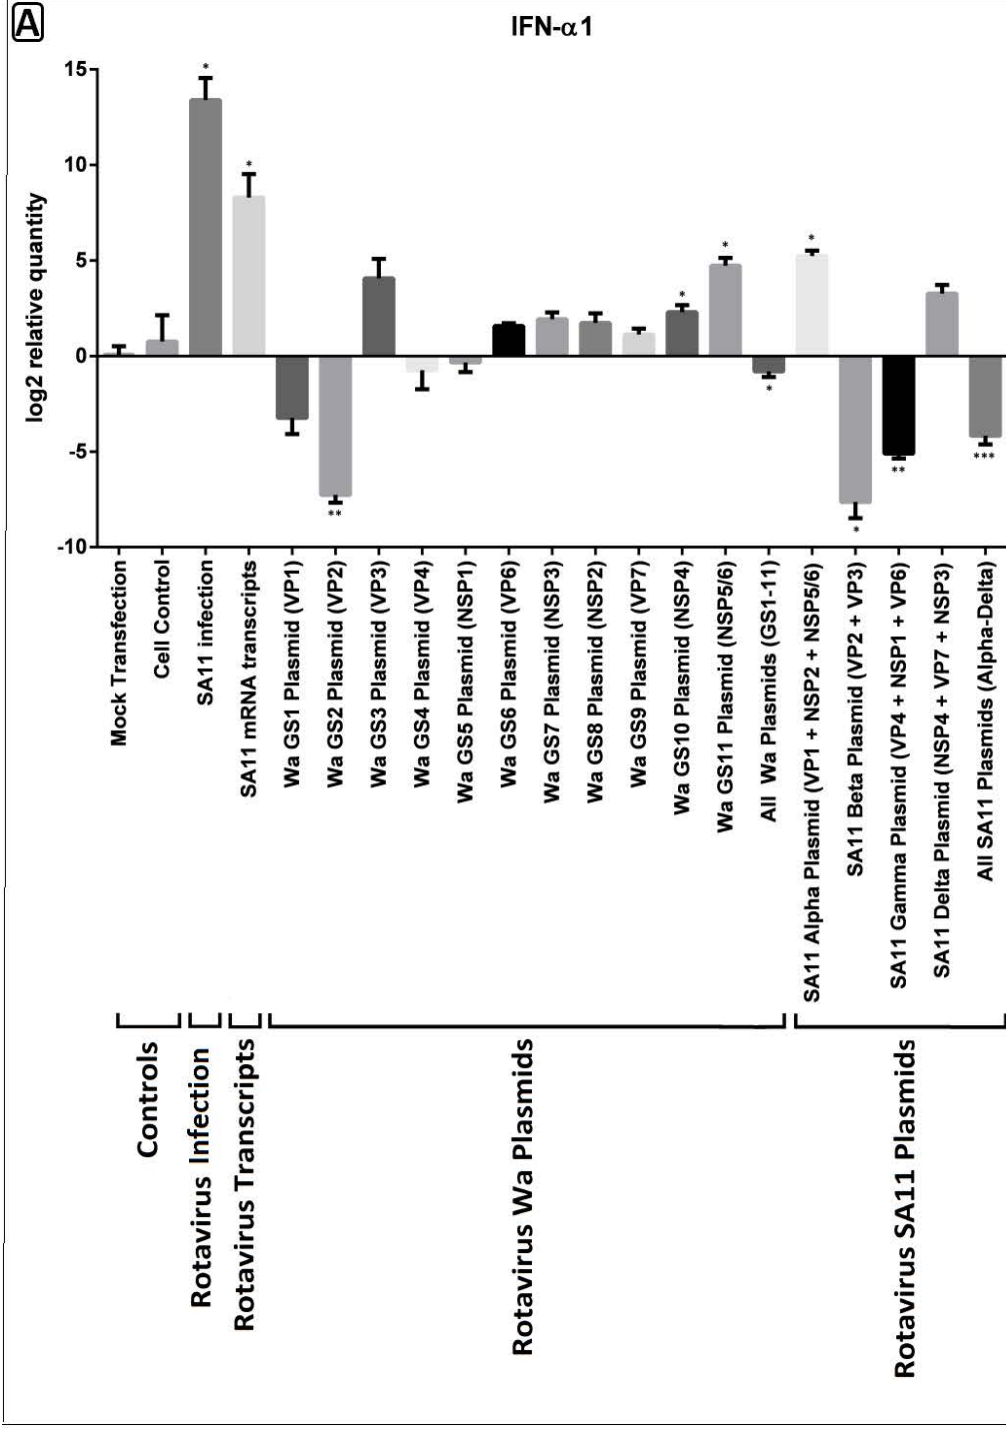 A
IFN-α1
log2 relative quantity
15
10
5
0
-5
-10
*
*
**
*
*
*
*
*
**
***
Mock Transfection
Cell Control
SA11 infection
SA11 mRNA transcripts
Wa GS1 Plasmid (VP1)
Wa GS2 Plasmid (VP2)
Wa GS3 Plasmid (VP3)
Wa GS4 Plasmid (VP4)
Wa GS5 Plasmid (NSP1)
Wa GS6 Plasmid (VP6)
Wa GS7 Plasmid (NSP3)
Wa GS8 Plasmid (NSP2)
Wa GS9 Plasmid (VP7)
Wa GS10 Plasmid (NSP4)
Wa GS11 Plasmid (NSP5/6)
All Wa Plasmids (GS1-11)
SA11 Alpha Plasmid (VP1 + NSP2 + NSP5/6)
SA11 Beta Plasmid (VP2 + VP3)
SA11 Gamma Plasmid (VP4 + NSP1 + VP6)
SA11 Delta Plasmid (NSP4 + VP7 + NSP3)
All SA11 Plasmids (Alpha-Delta)
Controls
Rotavirus Infection
Rotavirus Transcripts
Rotavirus Wa Plasmids
Rotavirus SA11 Plasmids